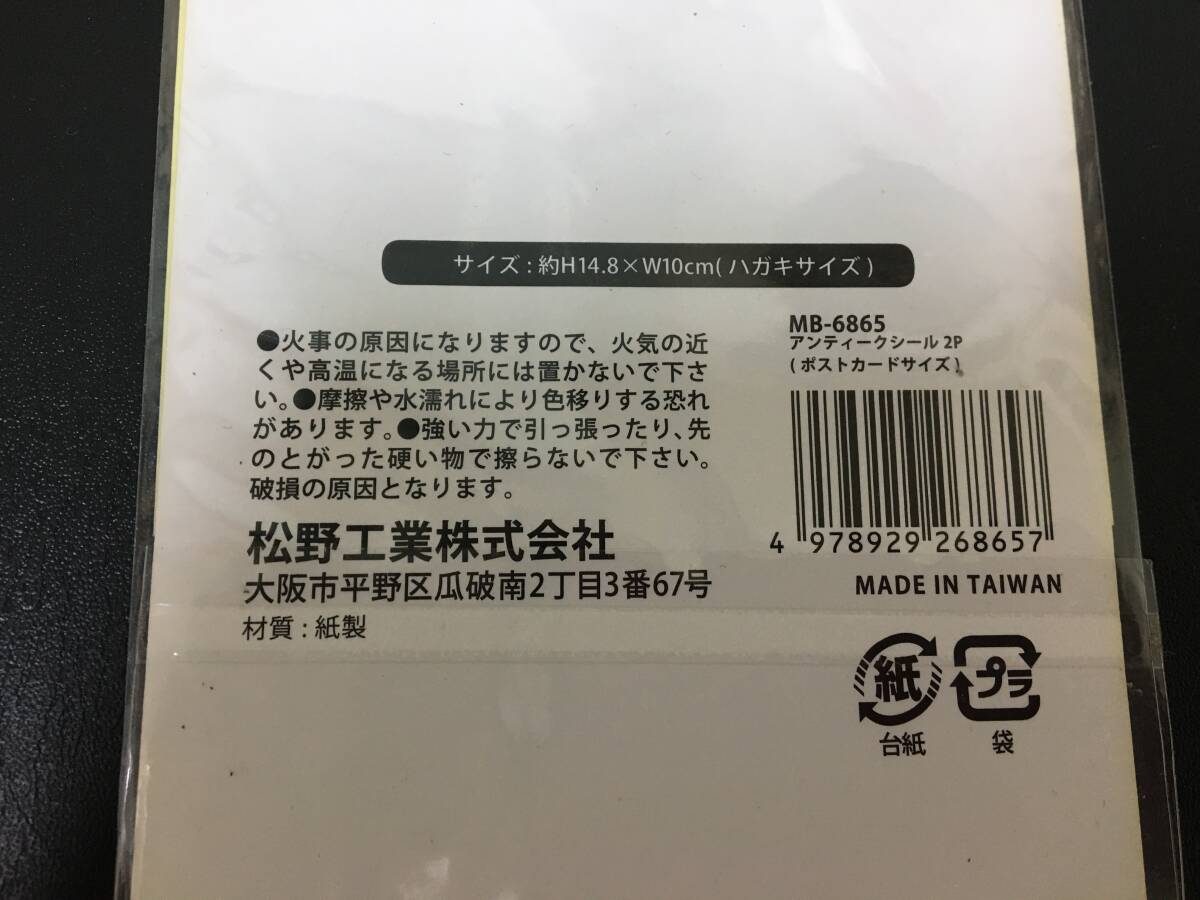 サイズ : 約H14.8×W10cm( ハガキサイズ )
●火事の原因になりますので、火気の近
くや高温になる場所には置かないで下さ
い。●摩擦や水濡れにより色移りする恐れ
があります。●強い力で引っ張ったり、先
のとがった硬い物で擦らないで下さい。
破損の原因となります。
松野工業株式会社
大阪市平野区瓜破南2丁目3番67号
材質 : 紙製
MB-6865
アンティークシール 2P
( ポストカードサイズ )
4 978929 268657
MADE IN TAIWAN
紙
台紙
プラ
袋